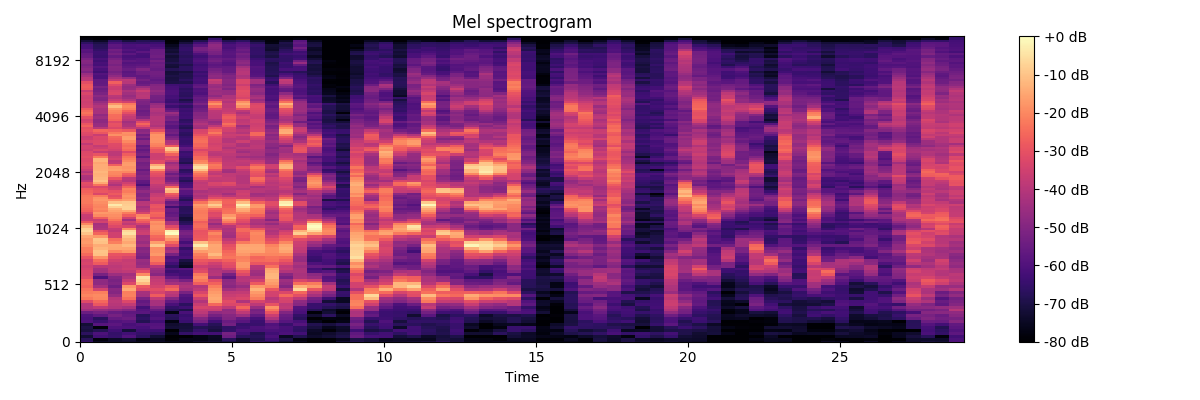 Mel spectrogram
Hz
8192
4096
2048
1024
512
0
0 5 10 15 20 25
Time
+0 dB
-10 dB
-20 dB
-30 dB
-40 dB
-50 dB
-60 dB
-70 dB
-80 dB